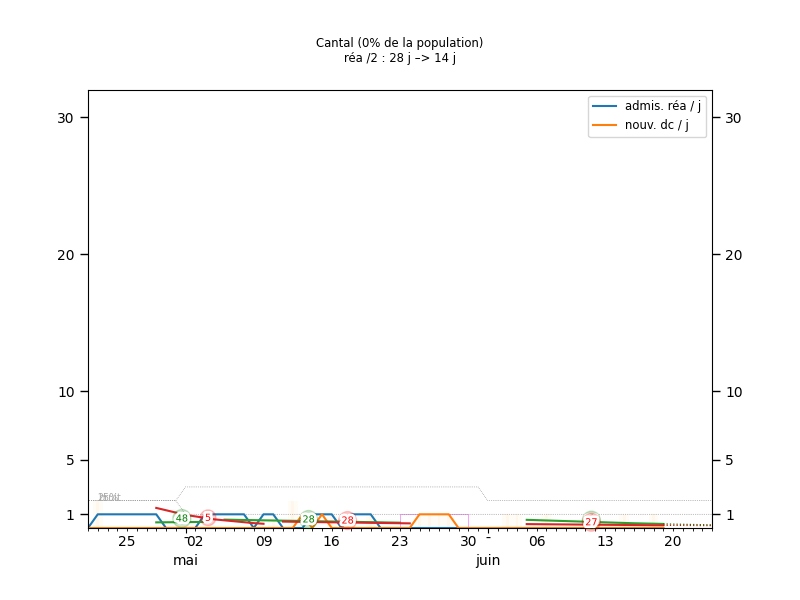 Cantal (0% de la population)
réa /2 : 28 j –> 14 j
admis. réa / j
nouv. dc / j
30 30
20 20
10 10
5 5
1 1
48 5 28 28 27
25 02 09 16 23 30 06 13 20
mai juin